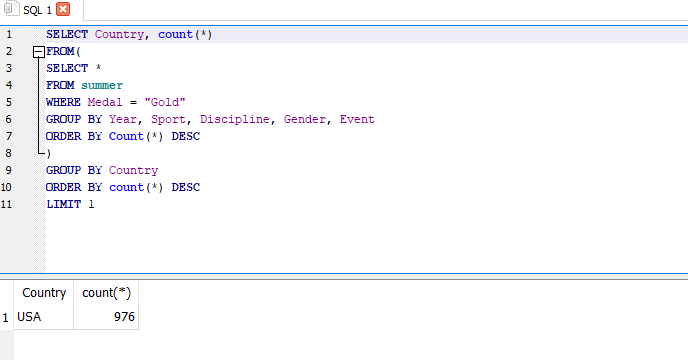 SQL 1
1 SELECT Country, count(*)
2 FROM(
3 SELECT *
4 FROM summer
5 WHERE Medal = "Gold"
6 GROUP BY Year, Sport, Discipline, Gender, Event
7 ORDER BY Count(*) DESC
8 )
9 GROUP BY Country
10 ORDER BY count(*) DESC
11 LIMIT 1
Country count(*)
1 USA 976